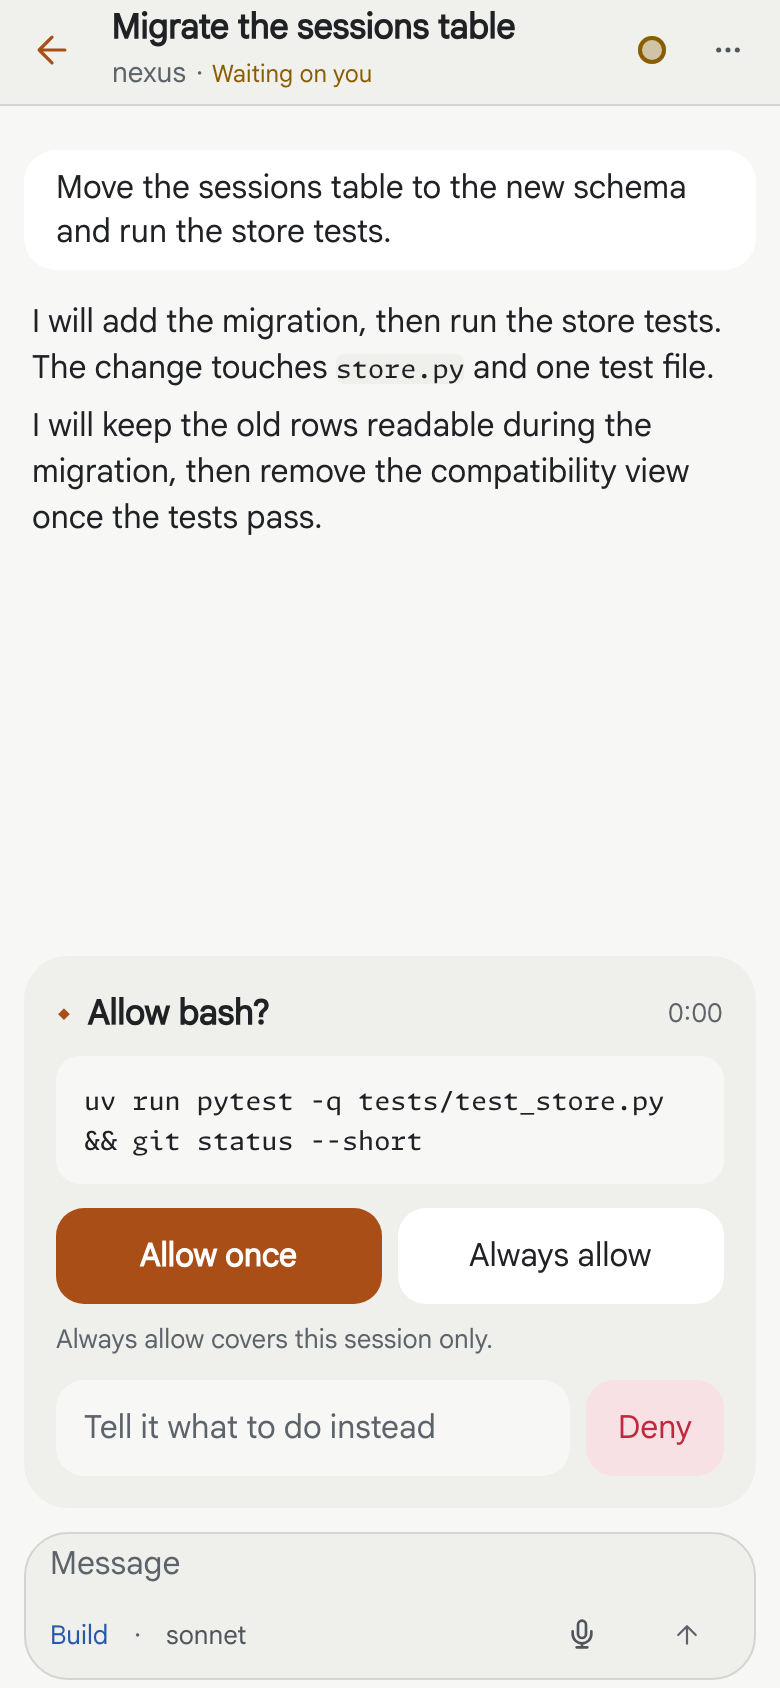 Migrate the sessions table
nexus · Waiting on you
Move the sessions table to the new schema
and run the store tests.
I will add the migration, then run the store tests.
The change touches store.py and one test file.
I will keep the old rows readable during the
migration, then remove the compatibility view
once the tests pass.
Allow bash?
0:00
uv run pytest -q tests/test_store.py
&& git status --short
Allow once
Always allow
Always allow covers this session only.
Tell it what to do instead
Deny
Message
Build · sonnet